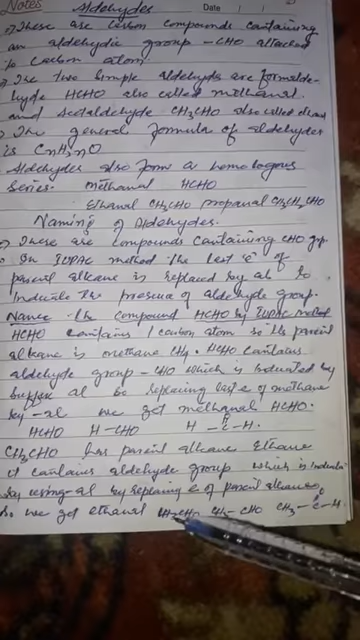 Notes Aldehydes Date
These are carbon compounds containing
an aldehydic group -CHO attached
to carbon atom
The two simple aldehydes are formalde-
hyde HCHO also called methanal
and acetaldehyde CH3CHO also called ethanal
The general formula of aldehydes
is CnH2nO
Aldehydes also form a homologous
series. Methanal HCHO
Ethanal CH3CHO propanal CH3CH2CHO
Naming of Aldehydes.
These are compounds containing CHO grp.
In IUPAC method the last 'e' of
parent alkane is replaced by al to
indicate the presence of aldehyde group.
Name the compound HCHO by IUPAC method
HCHO contains 1 carbon atom so its parent
alkane is methane CH4. HCHO contains
aldehyde group -CHO which is indicated by
suffix al so replacing last e of methane
by -al we get methanal HCHO.
HCHO H-CHO H-C-H.
CH3CHO has parent alkane Ethane
it contains aldehyde group which is indicated
by using-al by replacing e of parent alkane
so we get ethanal CH3-CHO CH3-C-H
O